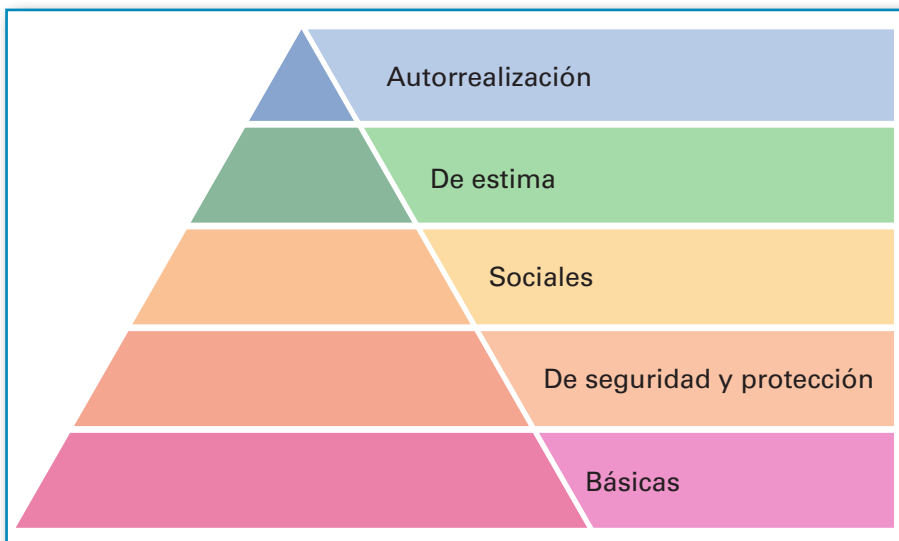 Autorrealización
De estima
Sociales
De seguridad y protección
Básicas